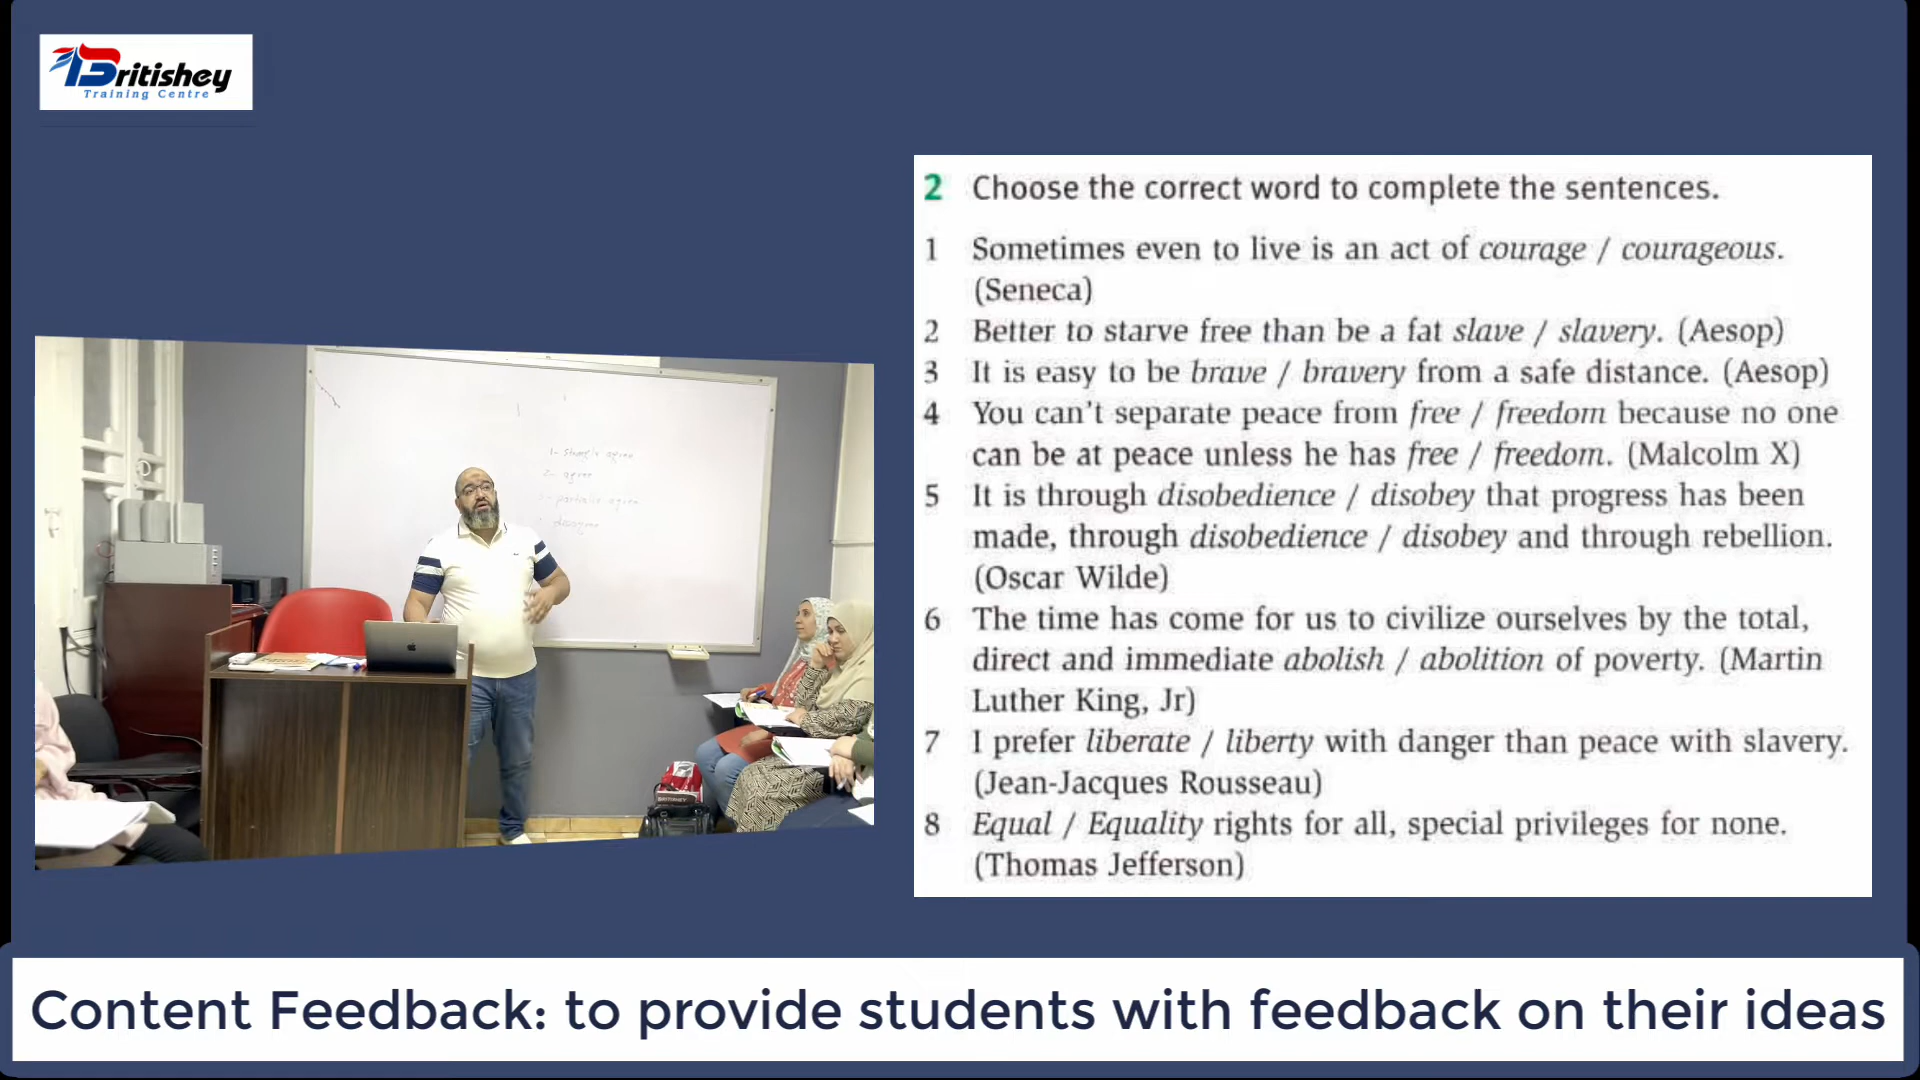 Britishey
Training Centre
2 Choose the correct word to complete the sentences.
1 Sometimes even to live is an act of courage / courageous.
(Seneca)
2 Better to starve free than be a fat slave / slavery. (Aesop)
3 It is easy to be brave / bravery from a safe distance. (Aesop)
4 You can't separate peace from free / freedom because no one
can be at peace unless he has free / freedom. (Malcolm X)
5 It is through disobedience / disobey that progress has been
made, through disobedience / disobey and through rebellion.
(Oscar Wilde)
6 The time has come for us to civilize ourselves by the total,
direct and immediate abolish / abolition of poverty. (Martin
Luther King, Jr)
7 I prefer liberate / liberty with danger than peace with slavery.
(Jean-Jacques Rousseau)
8 Equal / Equality rights for all, special privileges for none.
(Thomas Jefferson)
agree
2- agree
agree
disagree
BRITISHEY
Content Feedback: to provide students with feedback on their ideas